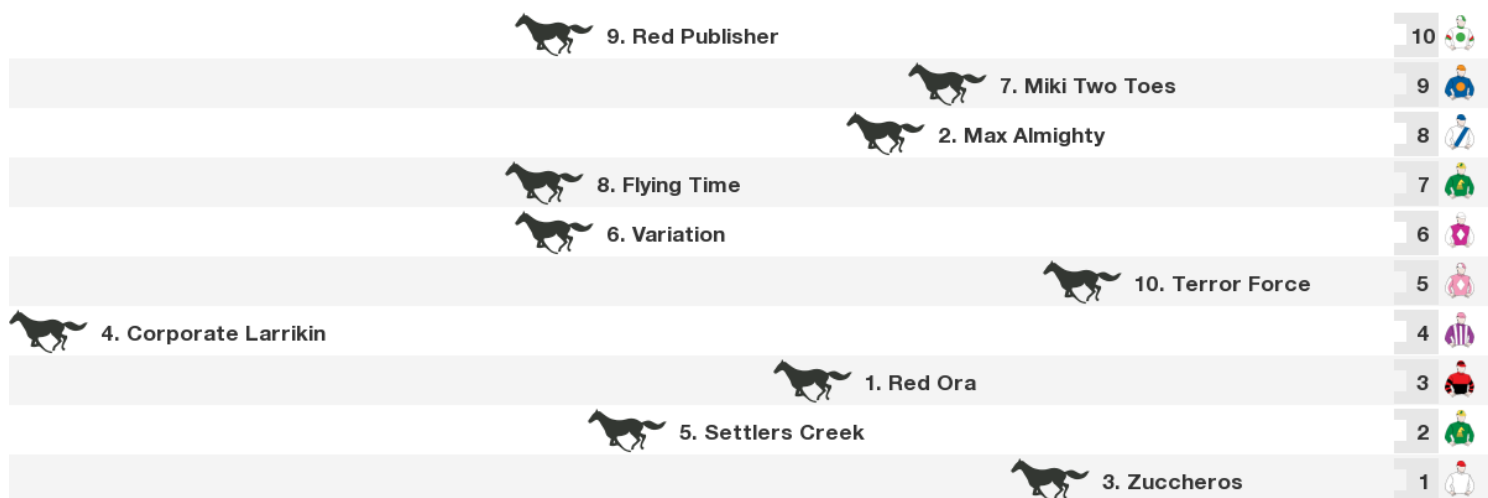 9. Red Publisher 10
7. Miki Two Toes 9
2. Max Almighty 8
8. Flying Time 7
6. Variation 6
10. Terror Force 5
4. Corporate Larrikin 4
1. Red Ora 3
5. Settlers Creek 2
3. Zuccheros 1